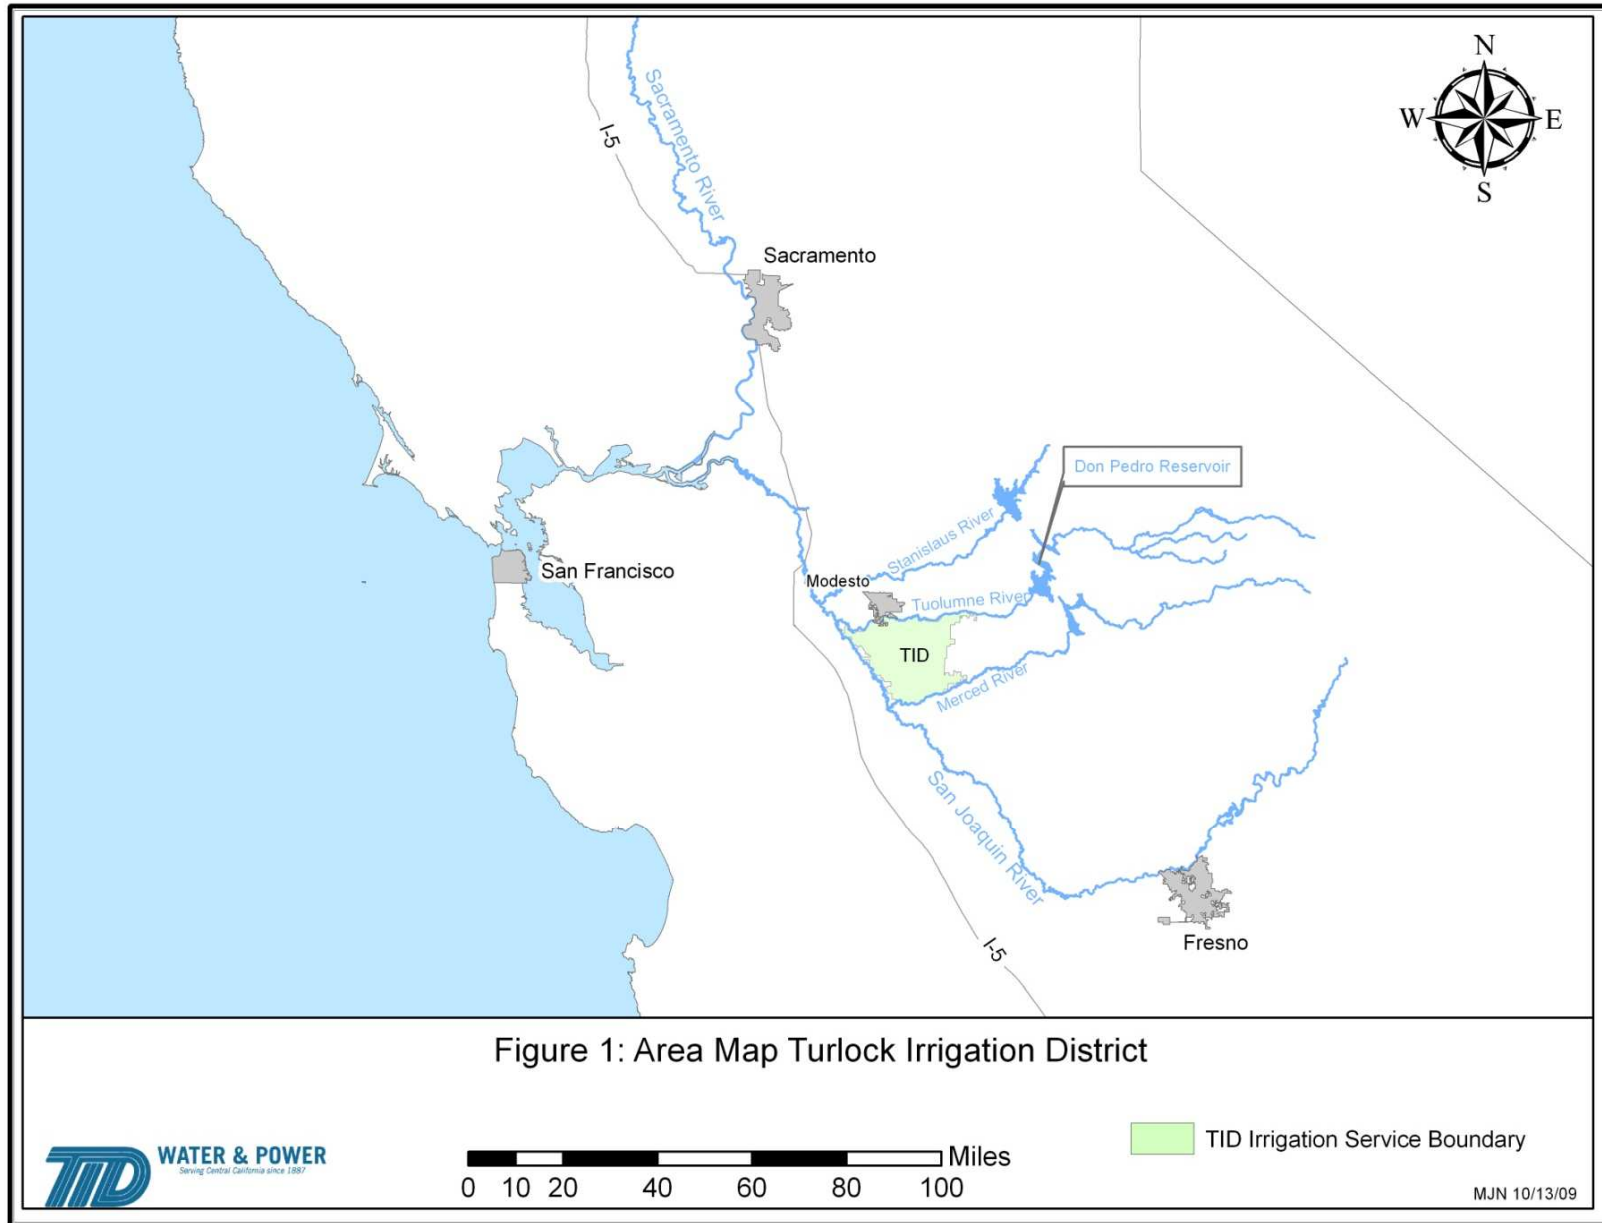 N
W
E
S
Sacramento River
I-5
Sacramento
Don Pedro Reservoir
Stanislaus River
San Francisco
Modesto
Tuolumne River
TID
Merced River
San Joaquin River
I-5
Fresno
Figure 1: Area Map Turlock Irrigation District
TID WATER & POWER
Serving Central California since 1887
Miles
0 10 20 40 60 80 100
TID Irrigation Service Boundary
MJN 10/13/09